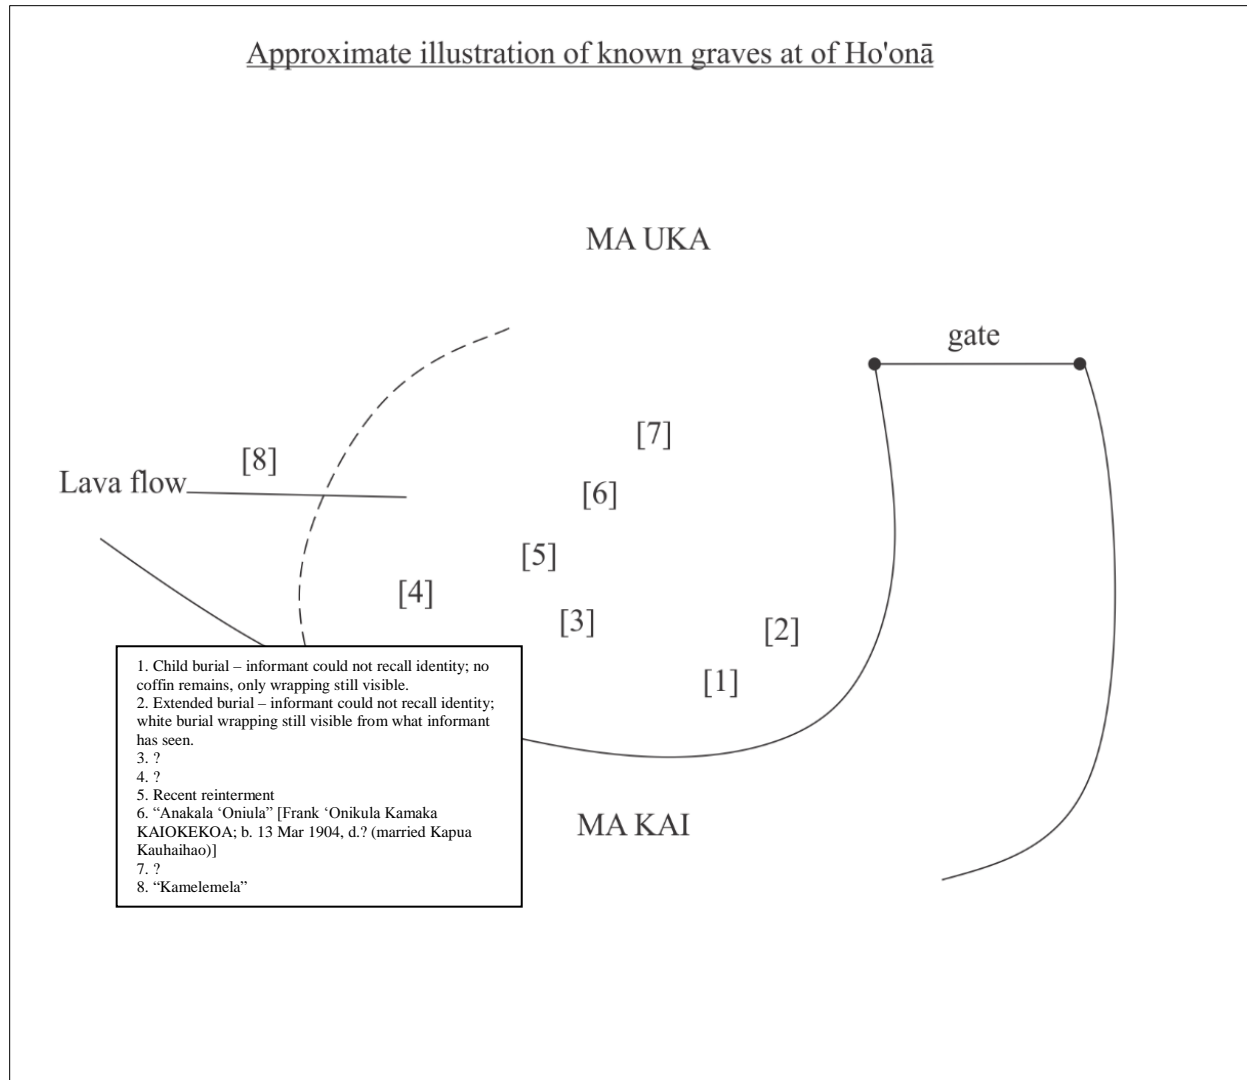 Approximate illustration of known graves at of Ho'onā
MA UKA
gate
[7]
[8]
Lava flow
[6]
[5]
[4]
[3]
[2]
[1]
1. Child burial – informant could not recall identity; no
coffin remains, only wrapping still visible.
2. Extended burial – informant could not recall identity;
white burial wrapping still visible from what informant
has seen.
3. ?
4. ?
5. Recent reinterment
6. “Anakala ‘Oniula” [Frank ‘Onikula Kamaka
KAIOKEKOA; b. 13 Mar 1904, d.? (married Kapua
Kauhaihao)]
7. ?
8. “Kamelemela”
MA KAI